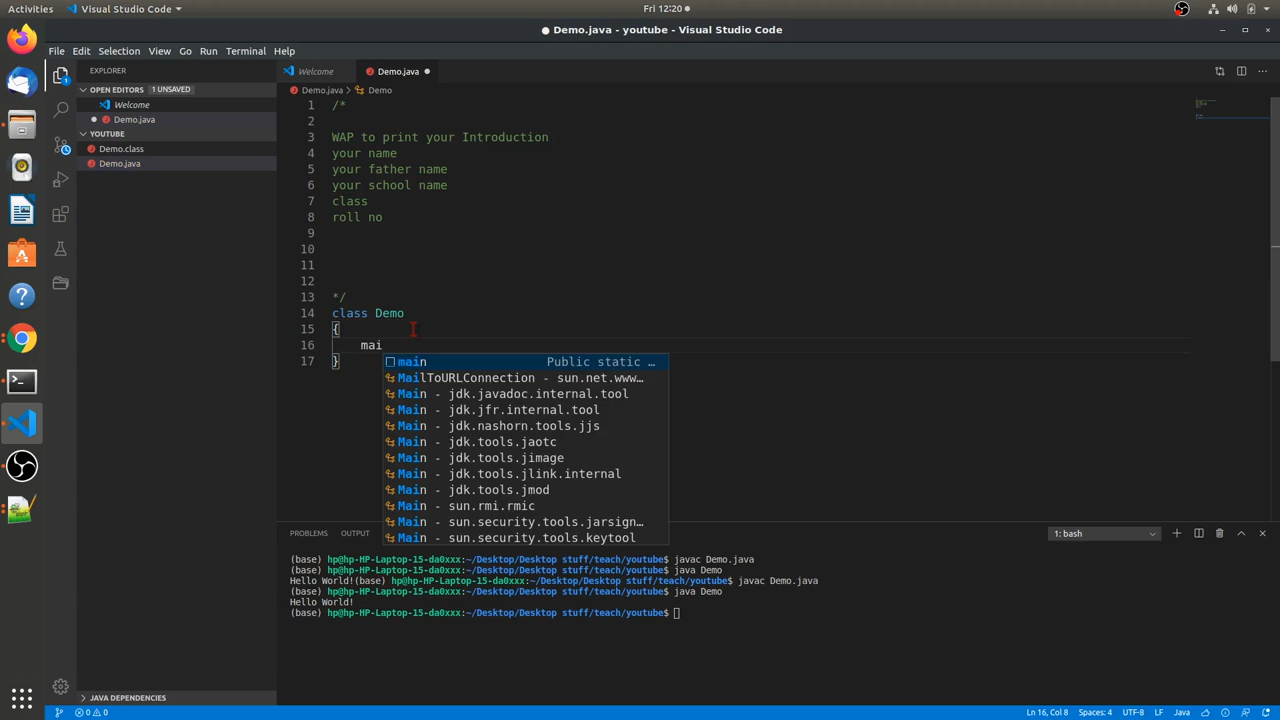 Activities Visual Studio Code Fri 12:20
Demo.java - youtube - Visual Studio Code
File Edit Selection View Go Run Terminal Help
EXPLORER
OPEN EDITORS 1 UNSAVED
Welcome
Demo.java
YOUTUBE
Demo.class
Demo.java
JAVA DEPENDENCIES
Welcome Demo.java
Demo.java > Demo
1 /*
2
3 WAP to print your Introduction
4 your name
5 your father name
6 your school name
7 class
8 roll no
9
10
11
12
13 */
14 class Demo
15 {
16 mai
17 }
main Public static …
MailToURLConnection - sun.net.www…
Main - jdk.javadoc.internal.tool
Main - jdk.jfr.internal.tool
Main - jdk.nashorn.tools.jjs
Main - jdk.tools.jaotc
Main - jdk.tools.jimage
Main - jdk.tools.jlink.internal
Main - jdk.tools.jmod
Main - sun.rmi.rmic
Main - sun.security.tools.jarsign…
Main - sun.security.tools.keytool
PROBLEMS OUTPUT 1: bash
(base) hp@hp-HP-Laptop-15-da0xxx:~/Desktop/Desktop stuff/teach/youtube$ javac Demo.java
(base) hp@hp-HP-Laptop-15-da0xxx:~/Desktop/Desktop stuff/teach/youtube$ java Demo
Hello World!(base) hp@hp-HP-Laptop-15-da0xxx:~/Desktop/Desktop stuff/teach/youtube$ javac Demo.java
(base) hp@hp-HP-Laptop-15-da0xxx:~/Desktop/Desktop stuff/teach/youtube$ java Demo
Hello World!
(base) hp@hp-HP-Laptop-15-da0xxx:~/Desktop/Desktop stuff/teach/youtube$
0 0 Ln 16, Col 8 Spaces: 4 UTF-8 LF Java